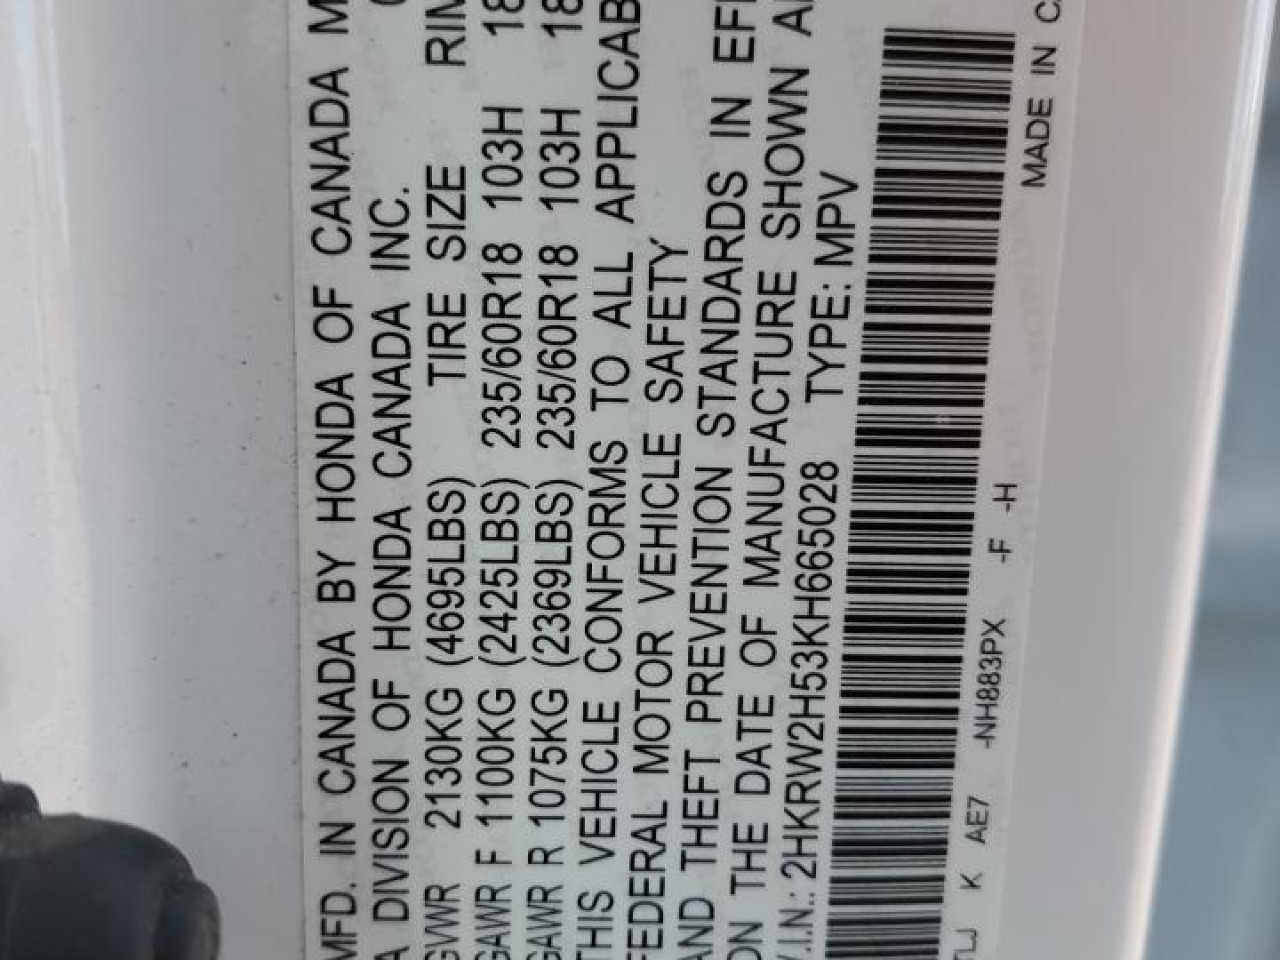 MFD. IN CANADA BY HONDA OF CANADA M
A DIVISION OF HONDA CANADA INC.
GVWR 2130KG (4695LBS) TIRE SIZE RIM
GAWR F 1100KG (2425LBS) 235/60R18 103H 18
GAWR R 1075KG (2369LBS) 235/60R18 103H 18
THIS VEHICLE CONFORMS TO ALL APPLICAB
FEDERAL MOTOR VEHICLE SAFETY
AND THEFT PREVENTION STANDARDS IN EFF
ON THE DATE OF MANUFACTURE SHOWN A
V.I.N.: 2HKRW2H53KH665028 TYPE: MPV
TLJ K AE7 -NH883PX -F -H
MADE IN CA